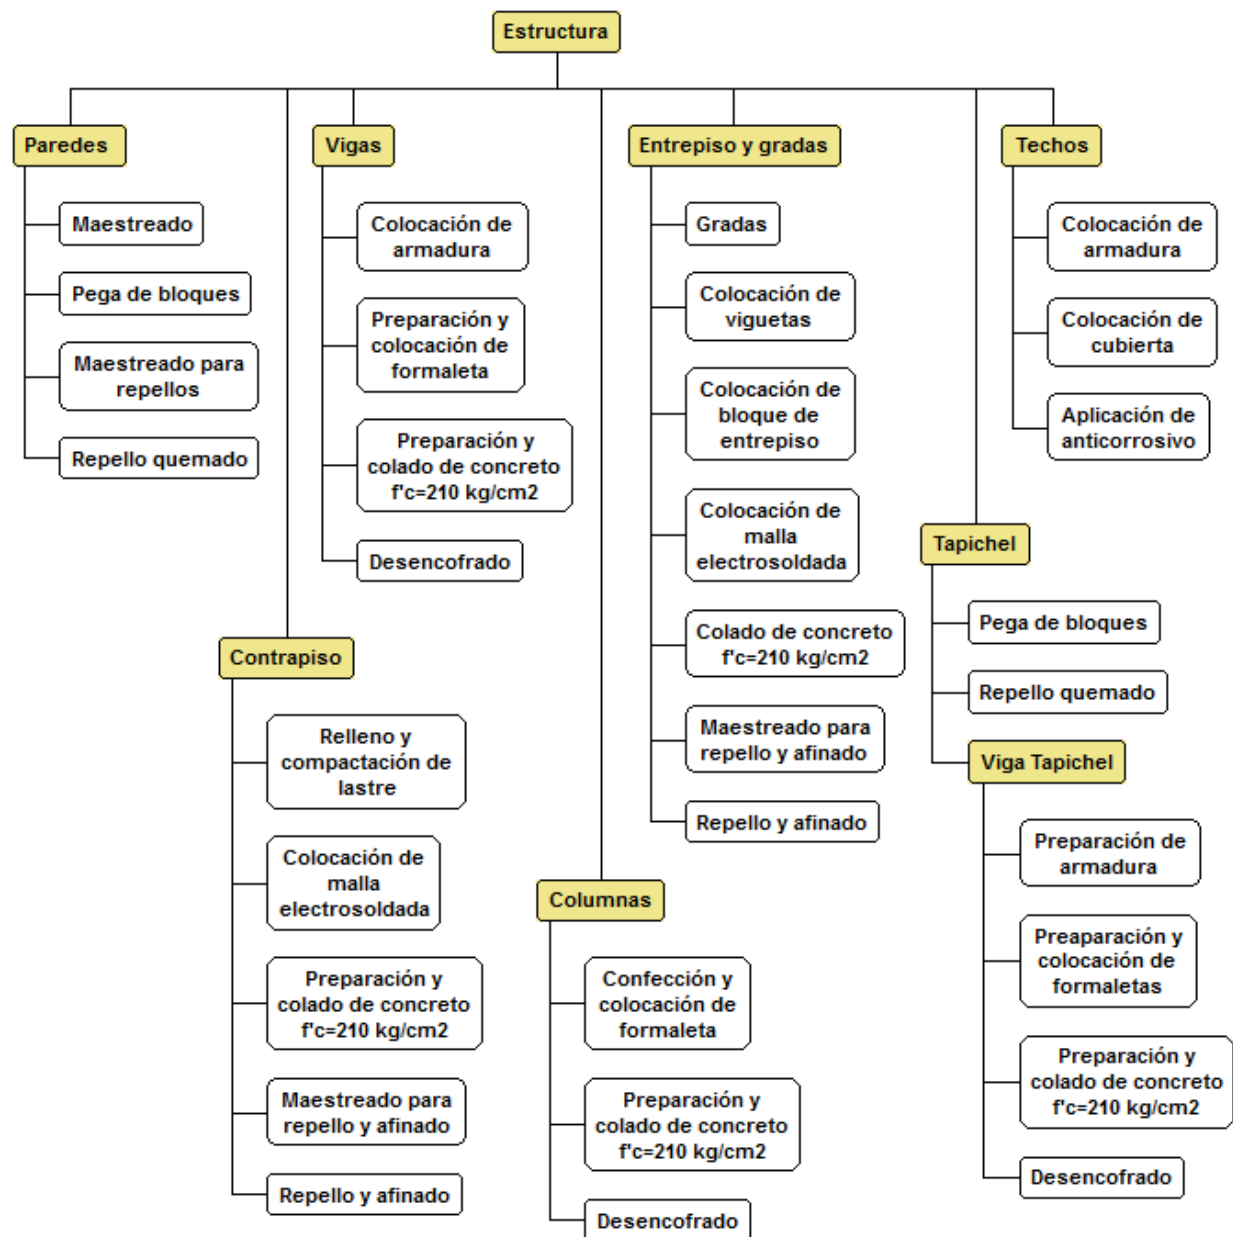 Estructura
Paredes
Maestreado
Pega de bloques
Maestreado para
repellos
Repello quemado
Vigas
Colocación de
armadura
Preparación y
colocación de
formaleta
Preparación y
colado de concreto
f'c=210 kg/cm2
Desencofrado
Entrepiso y gradas
Gradas
Colocación de
viguetas
Colocación de
bloque de
entrepiso
Colocación de
malla
electrosoldada
Colado de concreto
f'c=210 kg/cm2
Maestreado para
repello y afinado
Repello y afinado
Techos
Colocación de
armadura
Colocación de
cubierta
Aplicación de
anticorrosivo
Contrapiso
Relleno y
compactación de
lastre
Colocación de
malla
electrosoldada
Preparación y
colado de concreto
f'c=210 kg/cm2
Maestreado para
repello y afinado
Repello y afinado
Columnas
Confección y
colocación de
formaleta
Preparación y
colado de concreto
f'c=210 kg/cm2
Desencofrado
Tapichel
Pega de bloques
Repello quemado
Viga Tapichel
Preparación de
armadura
Preaparación y
colocación de
formaletas
Preparación y
colado de concreto
f'c=210 kg/cm2
Desencofrado